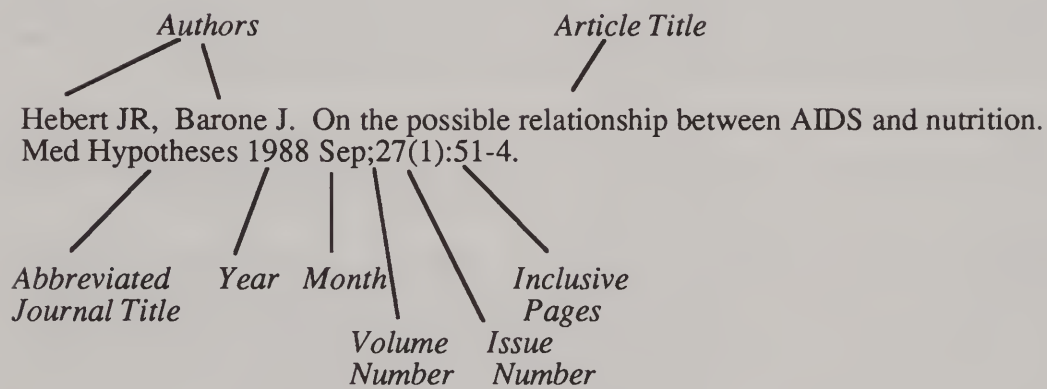 Authors
Article Title
Hebert JR, Barone J. On the possible relationship between AIDS and nutrition.
Med Hypotheses 1988 Sep;27(1):51-4.
Abbreviated
Journal Title
Year
Month
Inclusive
Pages
Volume
Number
Issue
Number